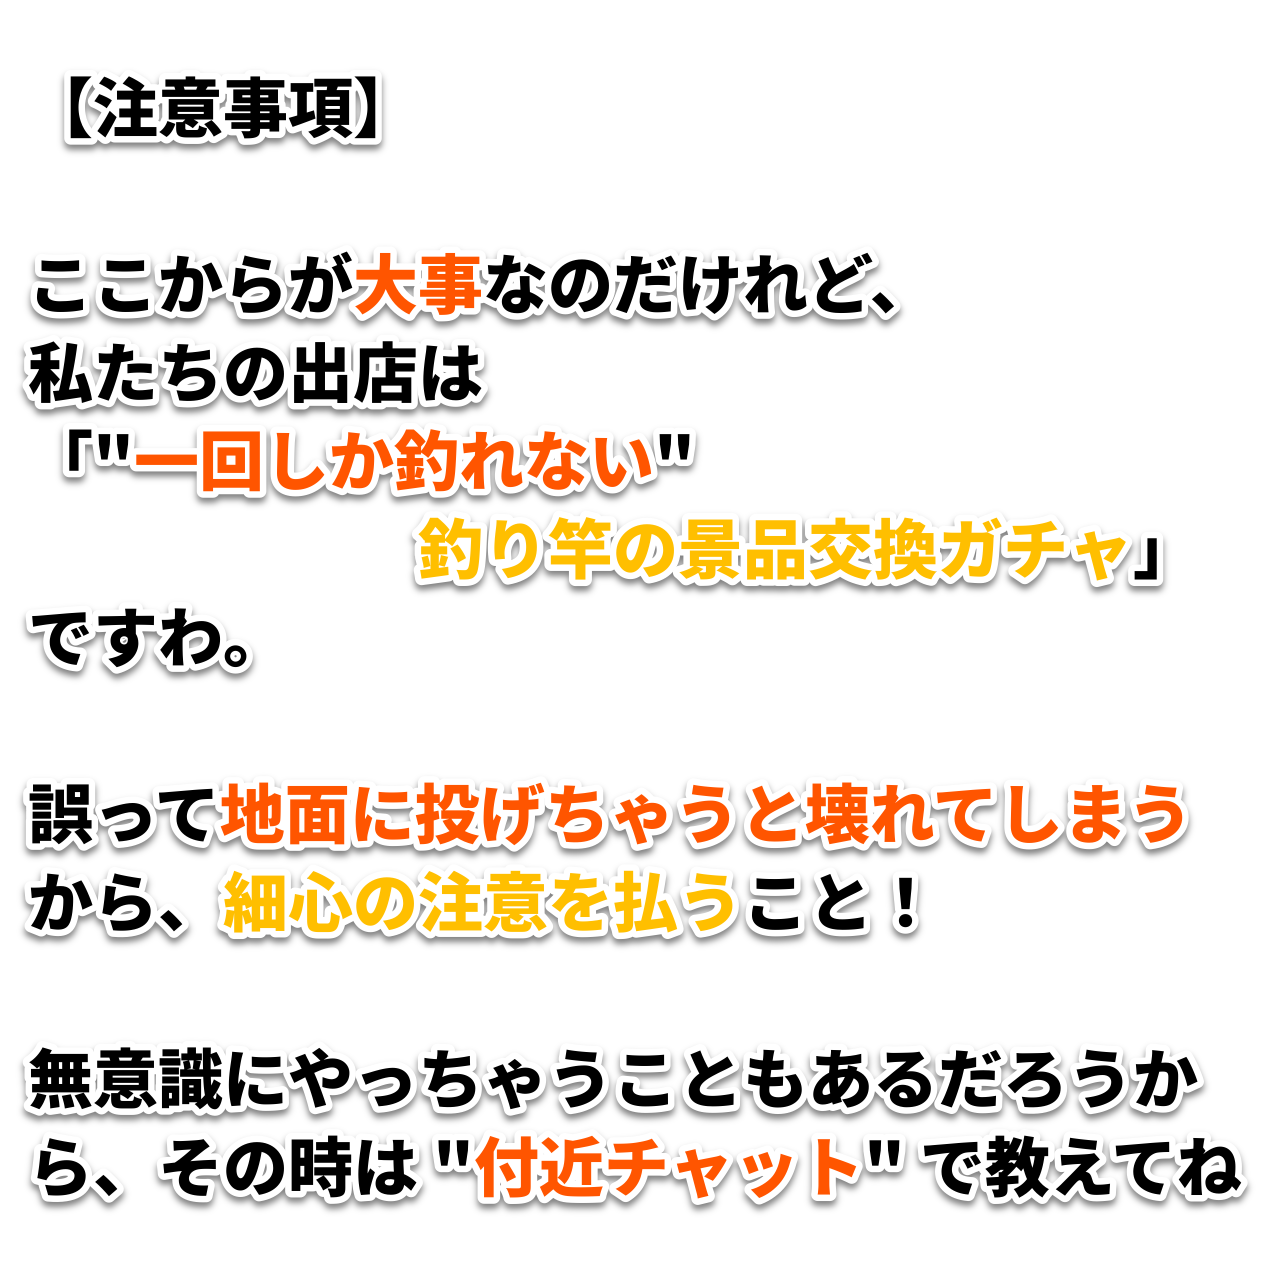 【注意事項】
ここからが大事なのだけれど、
私たちの出店は
「"一回しか釣れない"
釣り竿の景品交換ガチャ」
ですわ。
誤って地面に投げちゃうと壊れてしまう
から、細心の注意を払うこと！
無意識にやっちゃうこともあるだろうか
ら、その時は "付近チャット" で教えてね